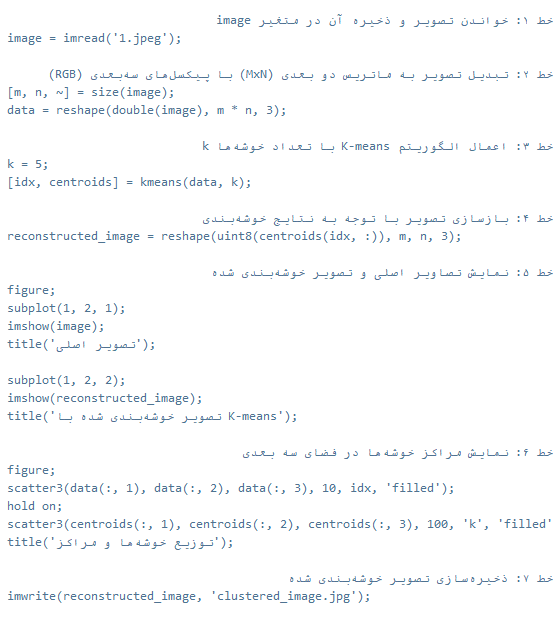 خط ۱: خواندن تصویر و ذخیره آن در متغیر image
image = imread('1.jpeg');
خط ۲: تبدیل تصویر به ماتریس دو بعدی (MxN) با پیکسل‌های سه‌بعدی (RGB)
[m, n, ~] = size(image);
data = reshape(double(image), m * n, 3);
خط ۳: اعمال الگوریتم K-means با تعداد خوشه‌ها k
k = 5;
[idx, centroids] = kmeans(data, k);
خط ۴: بازسازی تصویر با توجه به نتایج خوشه‌بندی
reconstructed_image = reshape(uint8(centroids(idx, :)), m, n, 3);
خط ۵: نمایش تصاویر اصلی و تصویر خوشه‌بندی شده
figure;
subplot(1, 2, 1);
imshow(image);
title('تصویر اصلی');
subplot(1, 2, 2);
imshow(reconstructed_image);
title('تصویر خوشه‌بندی شده با K-means');
خط ۶: نمایش مراکز خوشه‌ها در فضای سه بعدی
figure;
scatter3(data(:, 1), data(:, 2), data(:, 3), 10, idx, 'filled');
hold on;
scatter3(centroids(:, 1), centroids(:, 2), centroids(:, 3), 100, 'k', 'filled'
title('توزیع خوشه‌ها و مراکز');
خط ۷: ذخیره‌سازی تصویر خوشه‌بندی شده
imwrite(reconstructed_image, 'clustered_image.jpg');